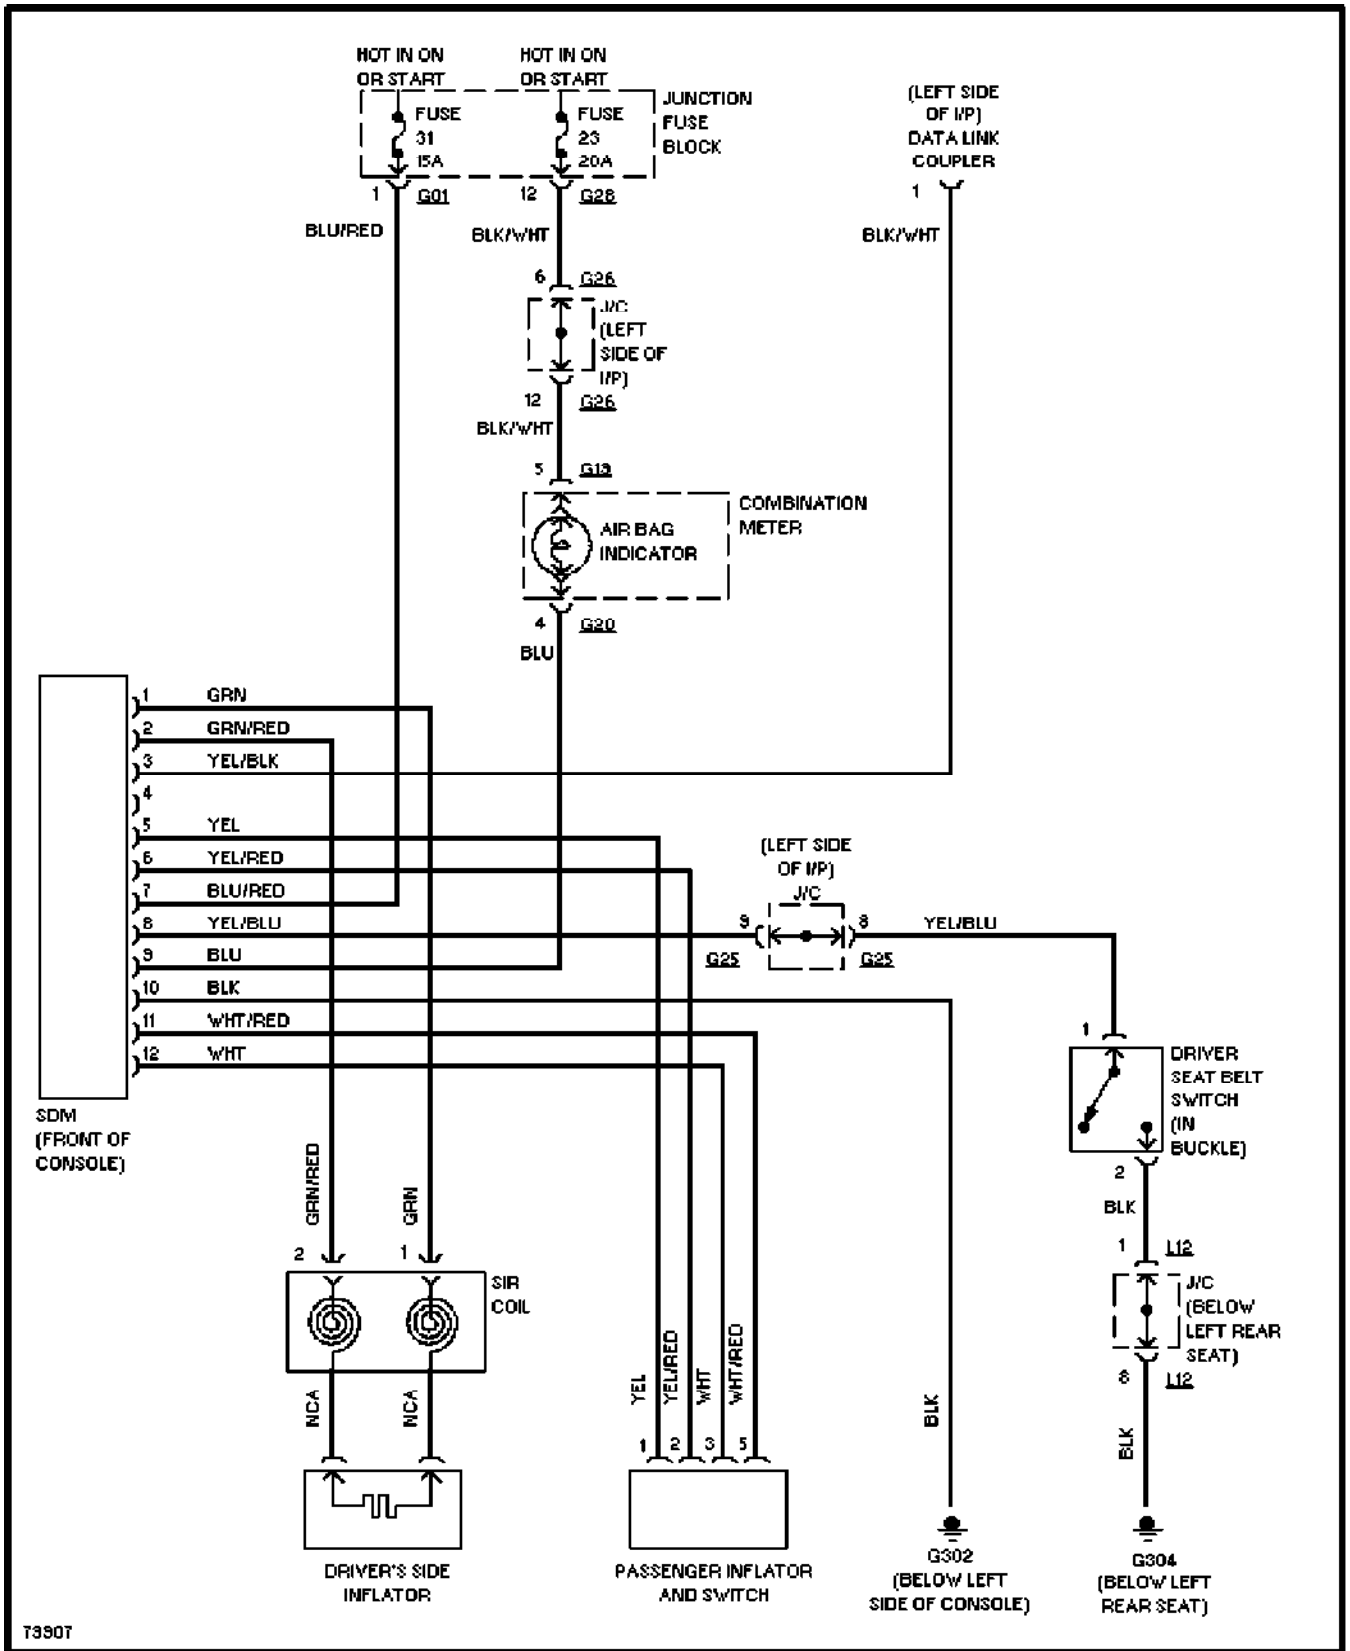 HOT IN ON
OR START
HOT IN ON
OR START
FUSE
31
15A
FUSE
23
20A
JUNCTION
FUSE
BLOCK
(LEFT SIDE
OF I/P)
DATA LINK
COUPLER
1
G01
12
G28
1
BLU/RED
BLK/WHT
BLK/WHT
6
G26
J/C
(LEFT
SIDE OF
I/P)
12
G26
BLK/WHT
5
G19
COMBINATION
METER
AIR BAG
INDICATOR
4
G20
BLU
1
GRN
2
GRN/RED
3
YEL/BLK
4
5
YEL
6
YEL/RED
7
BLU/RED
8
YEL/BLU
9
BLU
10
BLK
11
WHT/RED
12
WHT
SDM
(FRONT OF
CONSOLE)
(LEFT SIDE
OF I/P)
J/C
9
8
G25
G25
YEL/BLU
1
DRIVER
SEAT BELT
SWITCH
(IN
BUCKLE)
2
BLK
1
L12
J/C
(BELOW
LEFT REAR
SEAT)
8
L12
BLK
GRN/RED
GRN
2
1
SIR
COIL
NCA
NCA
DRIVER'S SIDE
INFLATOR
YEL
YEL/RED
WHT
WHT/RED
1
2
3
5
PASSENGER INFLATOR
AND SWITCH
BLK
G302
(BELOW LEFT
SIDE OF CONSOLE)
G304
(BELOW LEFT
REAR SEAT)
73907